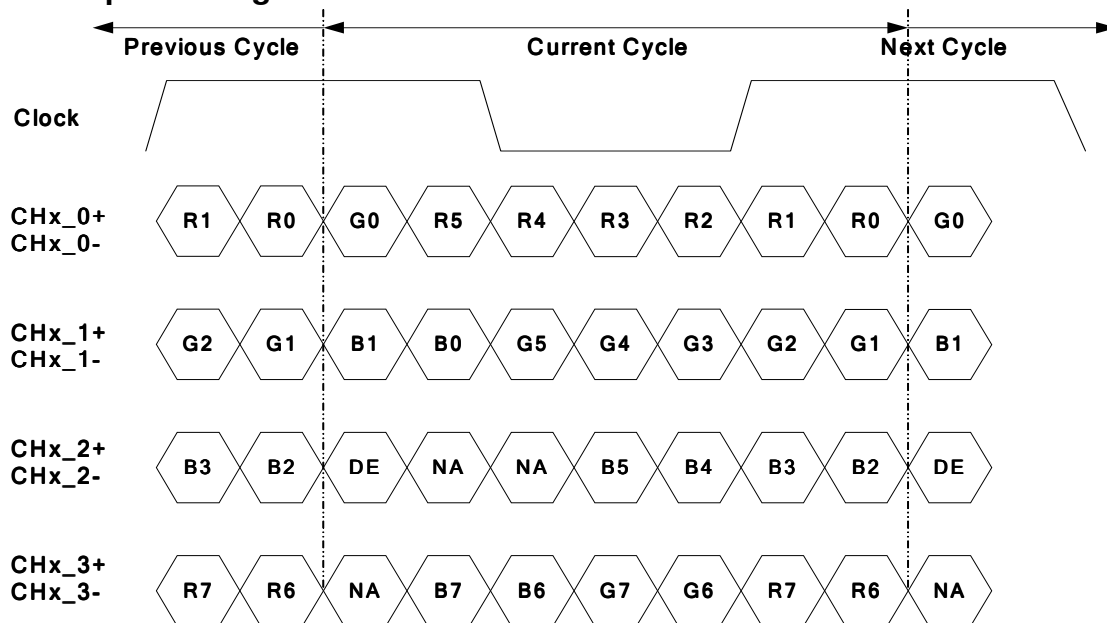 Previous Cycle Current Cycle Next Cycle
Clock
CHx_0+
CHx_0-
R1 R0 G0 R5 R4 R3 R2 R1 R0 G0
CHx_1+
CHx_1-
G2 G1 B1 B0 G5 G4 G3 G2 G1 B1
CHx_2+
CHx_2-
B3 B2 DE NA NA B5 B4 B3 B2 DE
CHx_3+
CHx_3-
R7 R6 NA B7 B6 G7 G6 R7 R6 NA